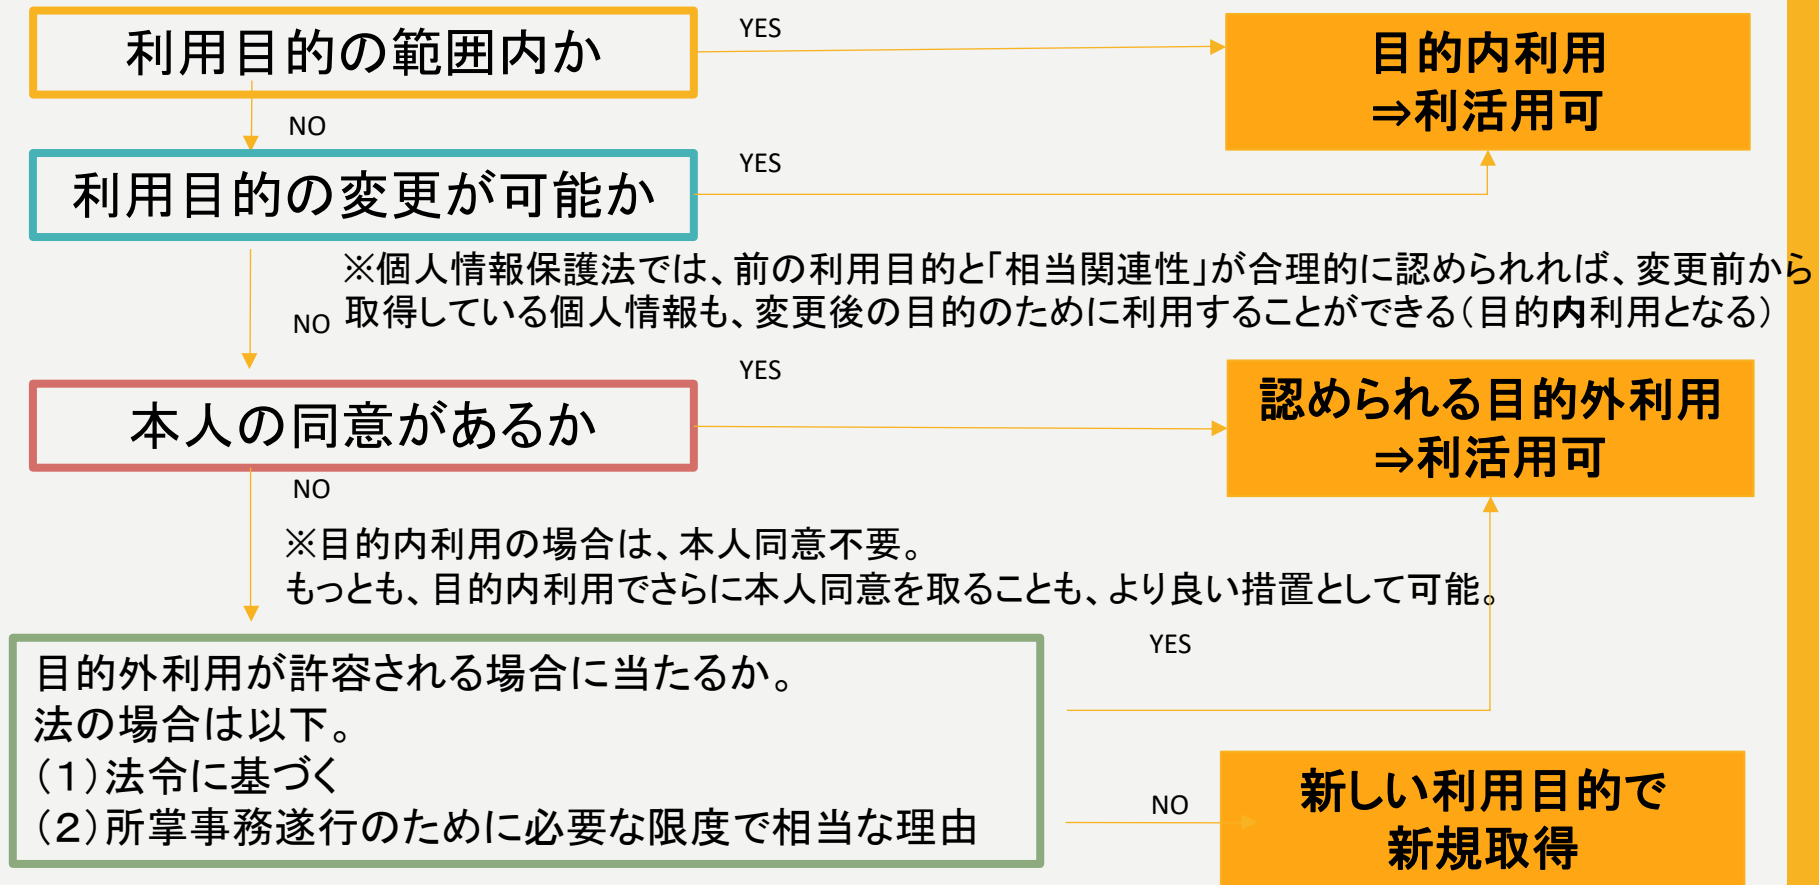 利用目的の範囲内か
YES
目的内利用
⇒利活用可
NO
利用目的の変更が可能か
YES
※個人情報保護法では、前の利用目的と「相当関連性」が合理的に認められれば、変更前から
取得している個人情報も、変更後の目的のために利用することができる（目的内利用となる）
NO
本人の同意があるか
YES
認められる目的外利用
⇒利活用可
NO
※目的内利用の場合は、本人同意不要。
もっとも、目的内利用でさらに本人同意を取ることも、より良い措置として可能。
目的外利用が許容される場合に当たるか。
法の場合は以下。
（１）法令に基づく
（２）所掌事務遂行のために必要な限度で相当な理由
YES
NO
新しい利用目的で
新規取得